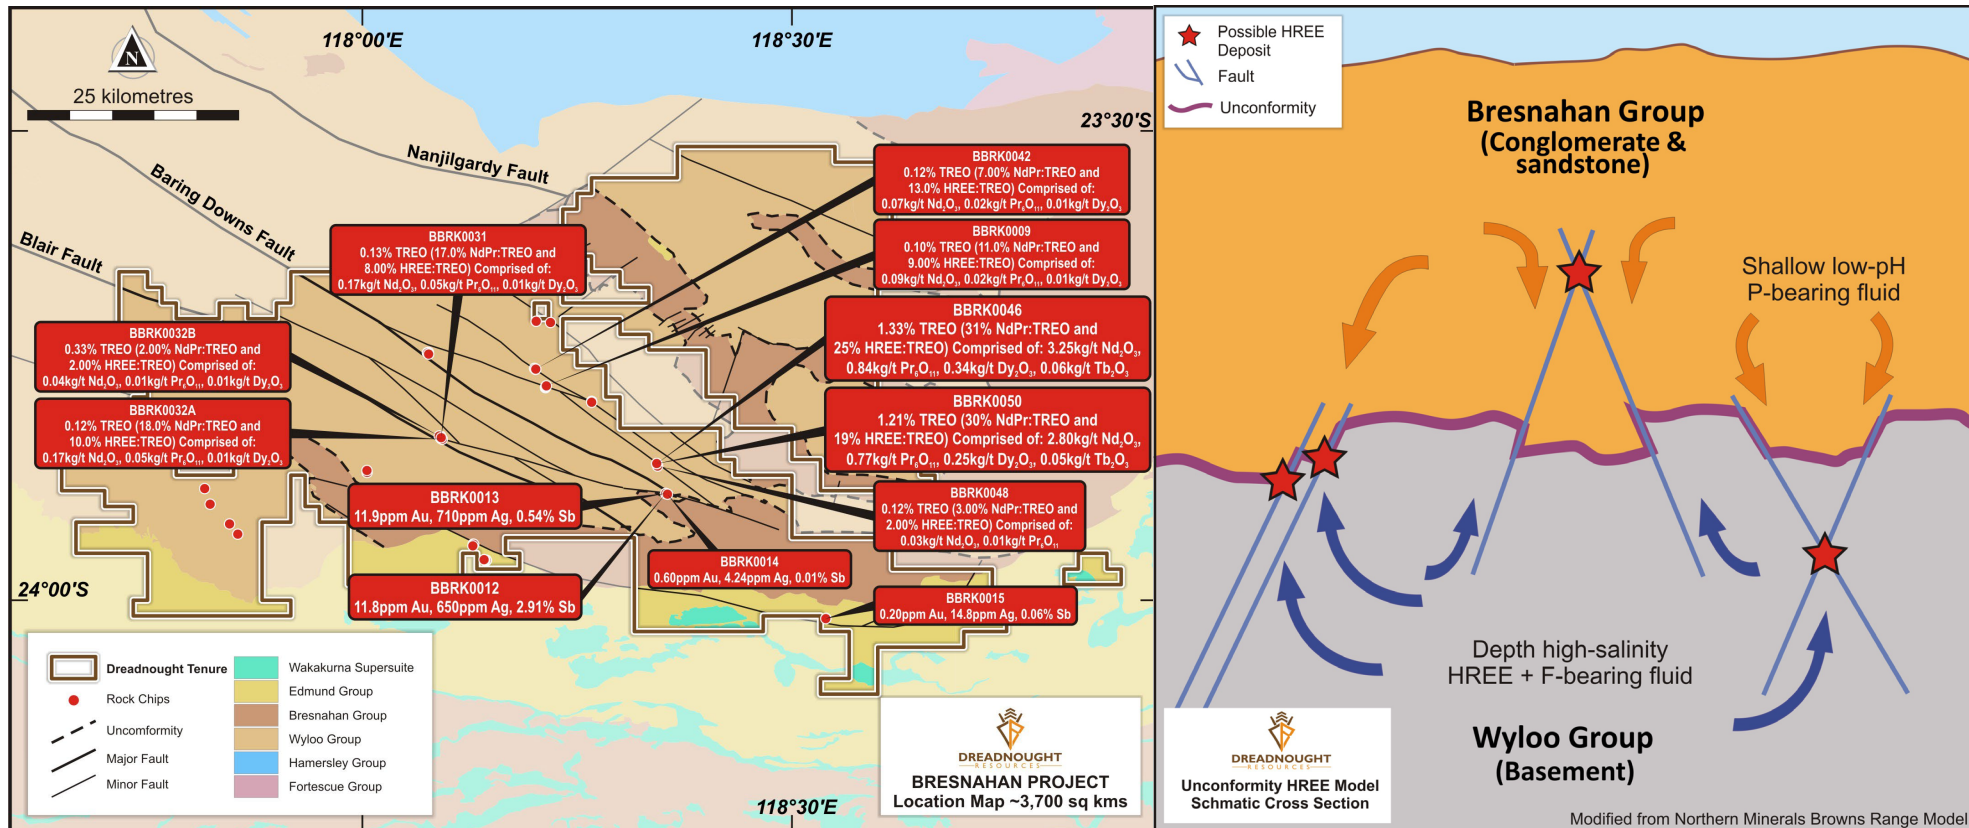 118°00'E
118°30'E
N
25 kilometres
23°30'S
Nanjilgardy Fault
Baring Downs Fault
Blair Fault
BBRK0042
0.12% TREO (7.00% NdPr:TREO and
13.0% HREE:TREO) Comprised of:
0.07kg/t Nd₂O₃, 0.02kg/t Pr₆O₁₁, 0.01kg/t Dy₂O₃
BBRK0009
0.10% TREO (11.0% NdPr:TREO and
9.00% HREE:TREO) Comprised of:
0.09kg/t Nd₂O₃, 0.02kg/t Pr₆O₁₁, 0.01kg/t Dy₂O₃
BBRK0031
0.13% TREO (17.0% NdPr:TREO and
8.00% HREE:TREO) Comprised of:
0.17kg/t Nd₂O₃, 0.05kg/t Pr₆O₁₁, 0.01kg/t Dy₂O₃
BBRK0046
1.33% TREO (31% NdPr:TREO and
25% HREE:TREO) Comprised of: 3.25kg/t Nd₂O₃,
0.84kg/t Pr₆O₁₁, 0.34kg/t Dy₂O₃, 0.06kg/t Tb₂O₃
BBRK0032B
0.33% TREO (2.00% NdPr:TREO and
2.00% HREE:TREO) Comprised of:
0.04kg/t Nd₂O₃, 0.01kg/t Pr₆O₁₁, 0.01kg/t Dy₂O₃
BBRK0032A
0.12% TREO (18.0% NdPr:TREO and
10.0% HREE:TREO) Comprised of:
0.17kg/t Nd₂O₃, 0.05kg/t Pr₆O₁₁, 0.01kg/t Dy₂O₃
BBRK0050
1.21% TREO (30% NdPr:TREO and
19% HREE:TREO) Comprised of: 2.80kg/t Nd₂O₃,
0.77kg/t Pr₆O₁₁, 0.25kg/t Dy₂O₃, 0.05kg/t Tb₂O₃
BBRK0013
11.9ppm Au, 710ppm Ag, 0.54% Sb
BBRK0048
0.12% TREO (3.00% NdPr:TREO and
2.00% HREE:TREO) Comprised of:
0.03kg/t Nd₂O₃, 0.01kg/t Pr₆O₁₁
BBRK0014
0.60ppm Au, 4.24ppm Ag, 0.01% Sb
BBRK0012
11.8ppm Au, 650ppm Ag, 2.91% Sb
BBRK0015
0.20ppm Au, 14.8ppm Ag, 0.06% Sb
24°00'S
Dreadnought Tenure
Rock Chips
Uncomformity
Major Fault
Minor Fault
Wakakurna Supersuite
Edmund Group
Bresnahan Group
Wyloo Group
Hamersley Group
Fortescue Group
118°30'E
DREADNOUGHT
RESOURCES
BRESNAHAN PROJECT
Location Map ~3,700 sq kms
Possible HREE
Deposit
Fault
Unconformity
Bresnahan Group
(Conglomerate &
sandstone)
Shallow low-pH
P-bearing fluid
Depth high-salinity
HREE + F-bearing fluid
Wyloo Group
(Basement)
DREADNOUGHT
RESOURCES
Unconformity HREE Model
Schmatic Cross Section
Modified from Northern Minerals Browns Range Model